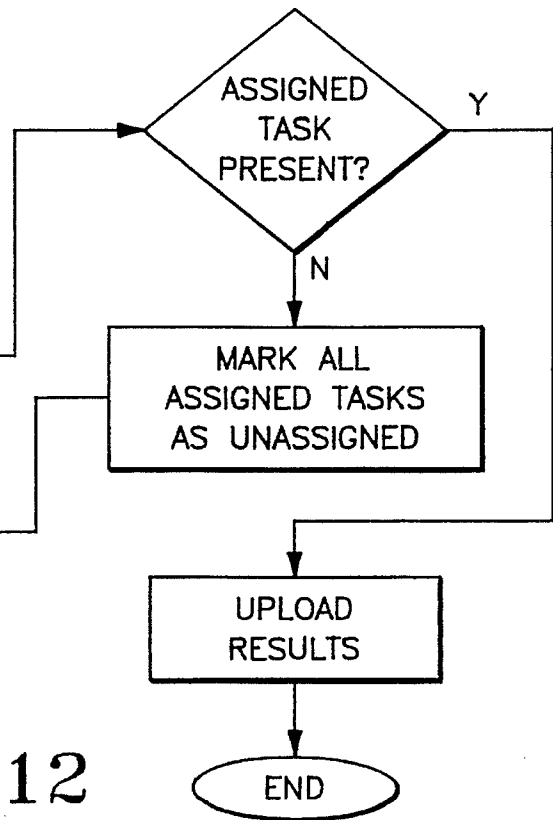 ASSIGNED
TASK
PRESENT?
Y
N
MARK ALL
ASSIGNED TASKS
AS UNASSIGNED
UPLOAD
RESULTS
END
12